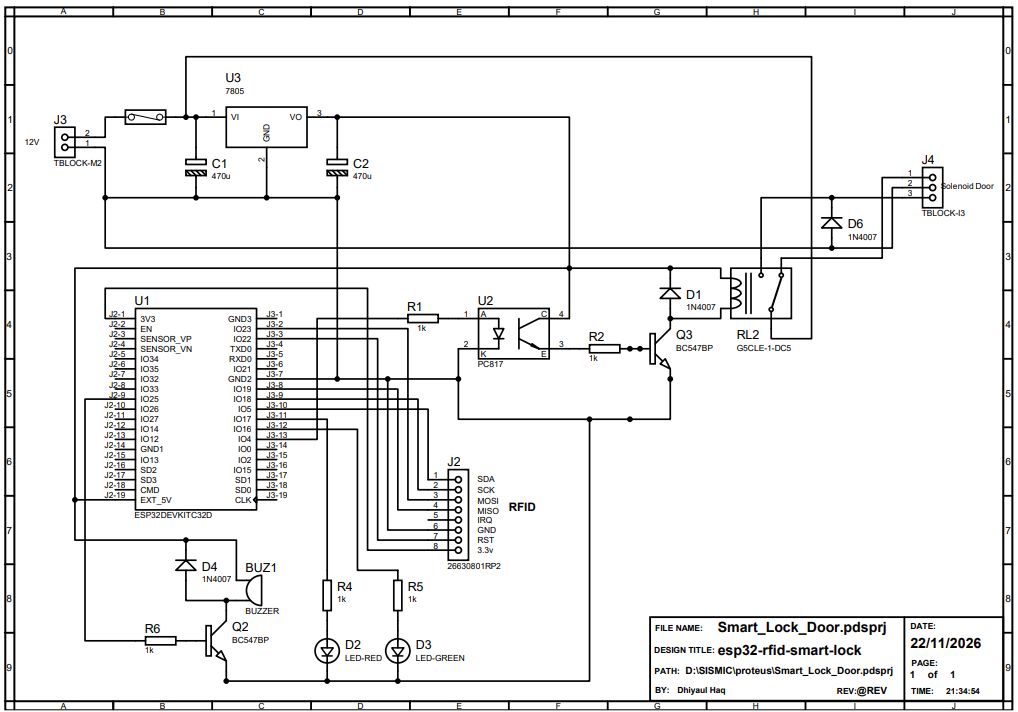 A B C D E F G H I J
0 0
1 1
2 2
3 3
4 4
5 5
6 6
7 7
8 8
9 9
U3
7805
1 VI VO 3
GND
2
J3
12V
2
1
TBLOCK-M2
C1
470u
C2
470u
J4
1
2
3
Solenoid Door
TBLOCK-I3
D6
1N4007
D1
1N4007
RL2
G5CLE-1-DC5
U1
J2-1 3V3 GND3 J3-1
J2-2 EN IO23 J3-2
J2-3 SENSOR_VP IO22 J3-3
J2-4 SENSOR_VN TXD0 J3-4
J2-5 IO34 RXD0 J3-5
J2-6 IO35 IO21 J3-6
J2-7 IO32 GND2 J3-7
J2-8 IO33 IO19 J3-8
J2-9 IO25 IO18 J3-9
J2-10 IO26 IO5 J3-10
J2-11 IO27 IO17 J3-11
J2-12 IO14 IO16 J3-12
J2-13 IO12 IO4 J3-13
J2-14 GND1 IO0 J3-14
J2-15 IO13 IO2 J3-15
J2-16 SD2 IO15 J3-16
J2-17 SD3 SD1 J3-17
J2-18 CMD SD0 J3-18
J2-19 EXT_5V CLK J3-19
ESP32DEVKITC32D
R1
1k
U2
1 A C 4
2 K E 3
PC817
R2
1k
Q3
BC547BP
J2
1 SDA
2 SCK
3 MOSI
4 MISO
5 IRQ
6 GND
7 RST
8 3.3v
RFID
26630801RP2
D4
1N4007
BUZ1
BUZZER
R6
1k
Q2
BC547BP
R4
1k
R5
1k
D2
LED-RED
D3
LED-GREEN
FILE NAME: Smart_Lock_Door.pdsprj
DESIGN TITLE: esp32-rfid-smart-lock
PATH: D:\SISMIC\proteus\Smart_Lock_Door.pdsprj
BY: Dhiyaul Haq REV:@REV
DATE:
22/11/2026
PAGE:
1 of 1
TIME: 21:34:54
A B C D E F G H I J